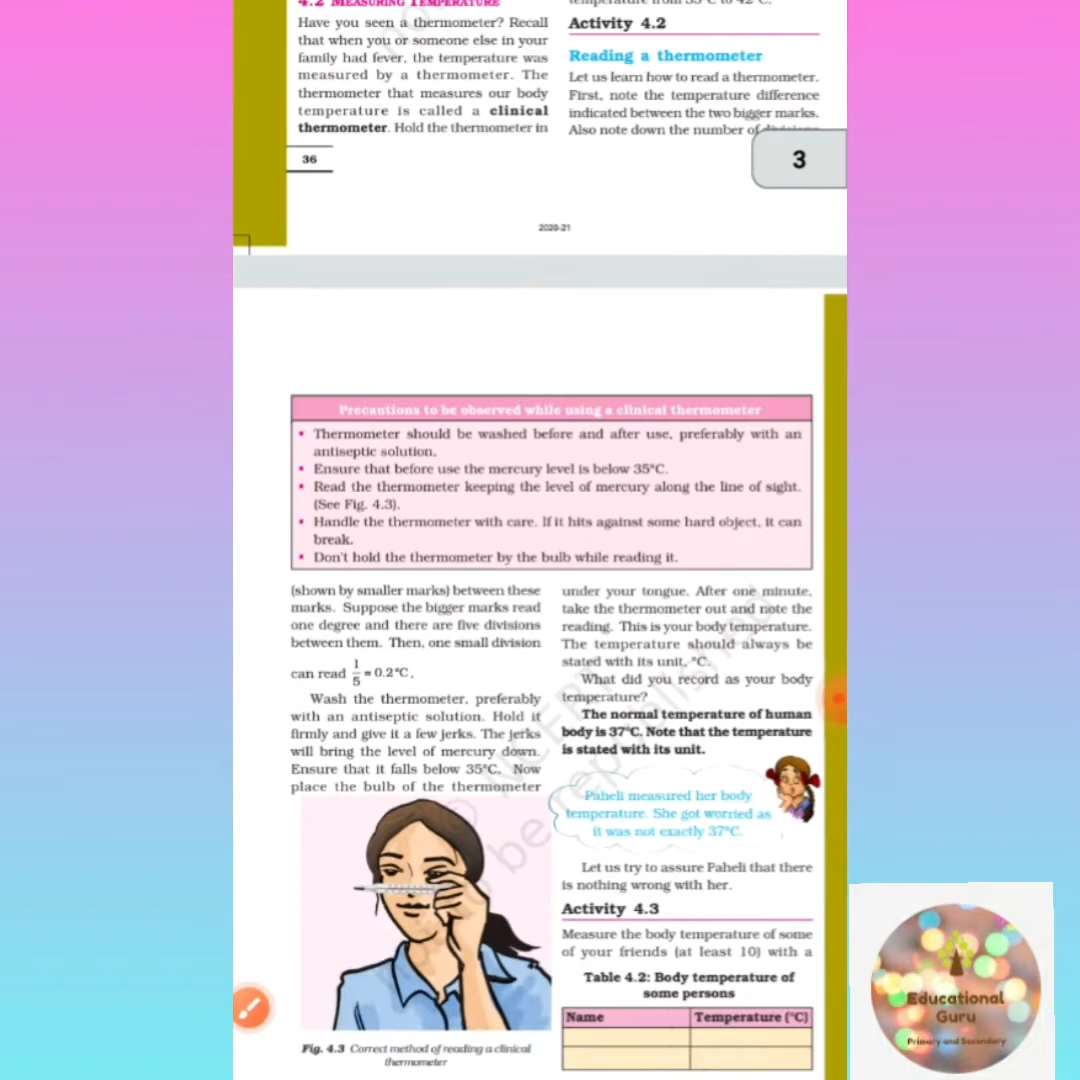 4.2 MEASURING TEMPERATURE
Have you seen a thermometer? Recall
that when you or someone else in your
family had fever, the temperature was
measured by a thermometer. The
thermometer that measures our body
temperature is called a clinical
thermometer. Hold the thermometer in
36
temperature from 35°C to 42°C.
Activity 4.2
Reading a thermometer
Let us learn how to read a thermometer.
First, note the temperature difference
indicated between the two bigger marks.
Also note down the number of divisions
3
2020-21
Precautions to be observed while using a clinical thermometer
• Thermometer should be washed before and after use, preferably with an
antiseptic solution.
• Ensure that before use the mercury level is below 35°C.
• Read the thermometer keeping the level of mercury along the line of sight.
(See Fig. 4.3).
• Handle the thermometer with care. If it hits against some hard object, it can
break.
• Don't hold the thermometer by the bulb while reading it.
(shown by smaller marks) between these
marks. Suppose the bigger marks read
one degree and there are five divisions
between them. Then, one small division
can read 1/5 = 0.2°C.
Wash the thermometer, preferably
with an antiseptic solution. Hold it
firmly and give it a few jerks. The jerks
will bring the level of mercury down.
Ensure that it falls below 35°C. Now
place the bulb of the thermometer
Fig. 4.3 Correct method of reading a clinical
thermometer
under your tongue. After one minute,
take the thermometer out and note the
reading. This is your body temperature.
The temperature should always be
stated with its unit, °C.
What did you record as your body
temperature?
The normal temperature of human
body is 37°C. Note that the temperature
is stated with its unit.
Paheli measured her body
temperature. She got worried as
it was not exactly 37°C.
Let us try to assure Paheli that there
is nothing wrong with her.
Activity 4.3
Measure the body temperature of some
of your friends (at least 10) with a
Table 4.2: Body temperature of
some persons
Name Temperature (°C)
© NCERT
be republished
Educational
Guru
Primary and Secondary